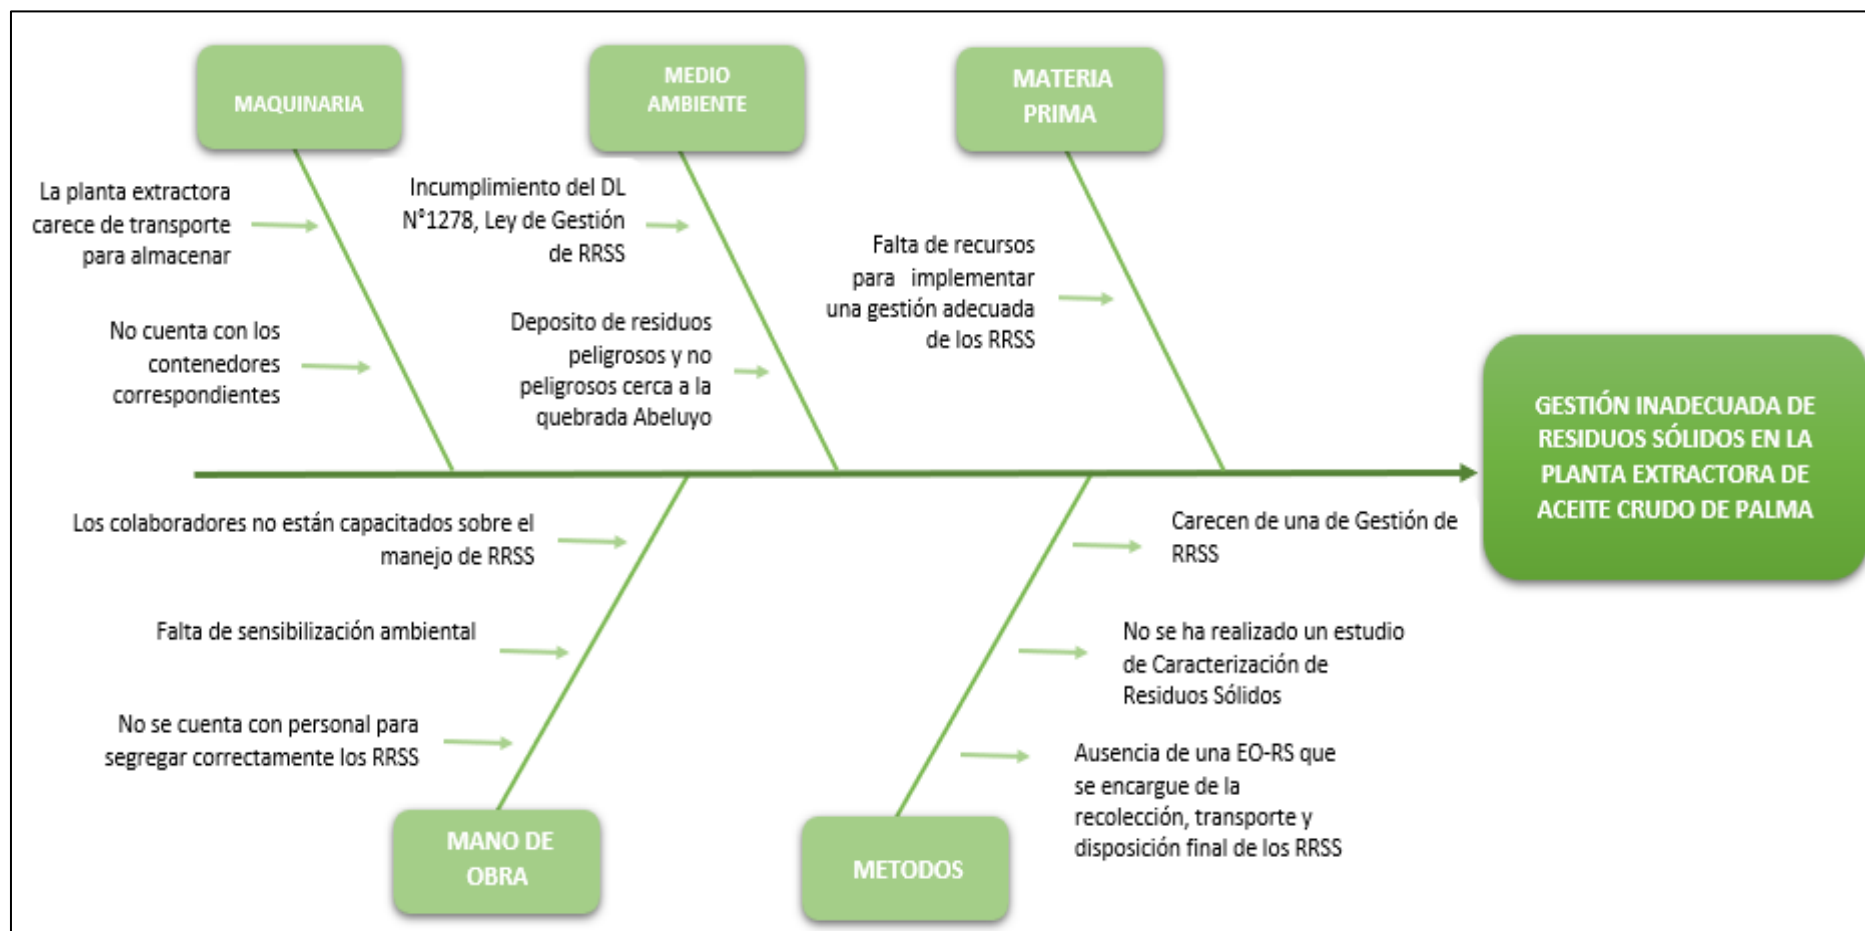 MAQUINARIA
MEDIO
AMBIENTE
MATERIA
PRIMA
La planta extractora
carece de transporte
para almacenar
No cuenta con los
contenedores
correspondientes
Incumplimiento del DL
N°1278, Ley de Gestión
de RRSS
Deposito de residuos
peligrosos y no
peligrosos cerca a la
quebrada Abeluyo
Falta de recursos
para implementar
una gestión adecuada
de los RRSS
GESTIÓN INADECUADA DE
RESIDUOS SÓLIDOS EN LA
PLANTA EXTRACTORA DE
ACEITE CRUDO DE PALMA
Los colaboradores no están capacitados sobre el
manejo de RRSS
Falta de sensibilización ambiental
No se cuenta con personal para
segregar correctamente los RRSS
MANO DE
OBRA
Carecen de una de Gestión de
RRSS
No se ha realizado un estudio
de Caracterización de
Residuos Sólidos
Ausencia de una EO-RS que
se encargue de la
recolección, transporte y
disposición final de los RRSS
METODOS